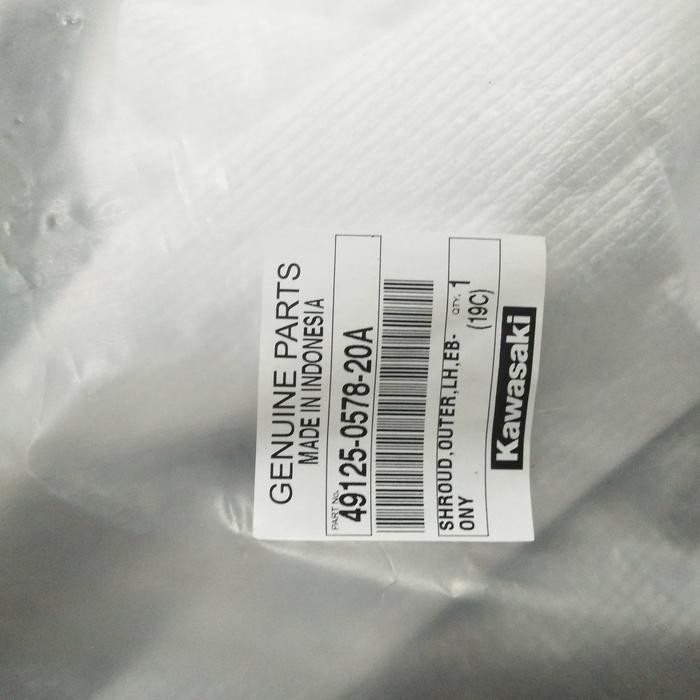 GENUINE PARTS
MADE IN INDONESIA
PART No.
49125-0578-20A
SHROUD,OUTER,LH,EB-
ONY
QTY. 1
(19C)
Kawasaki